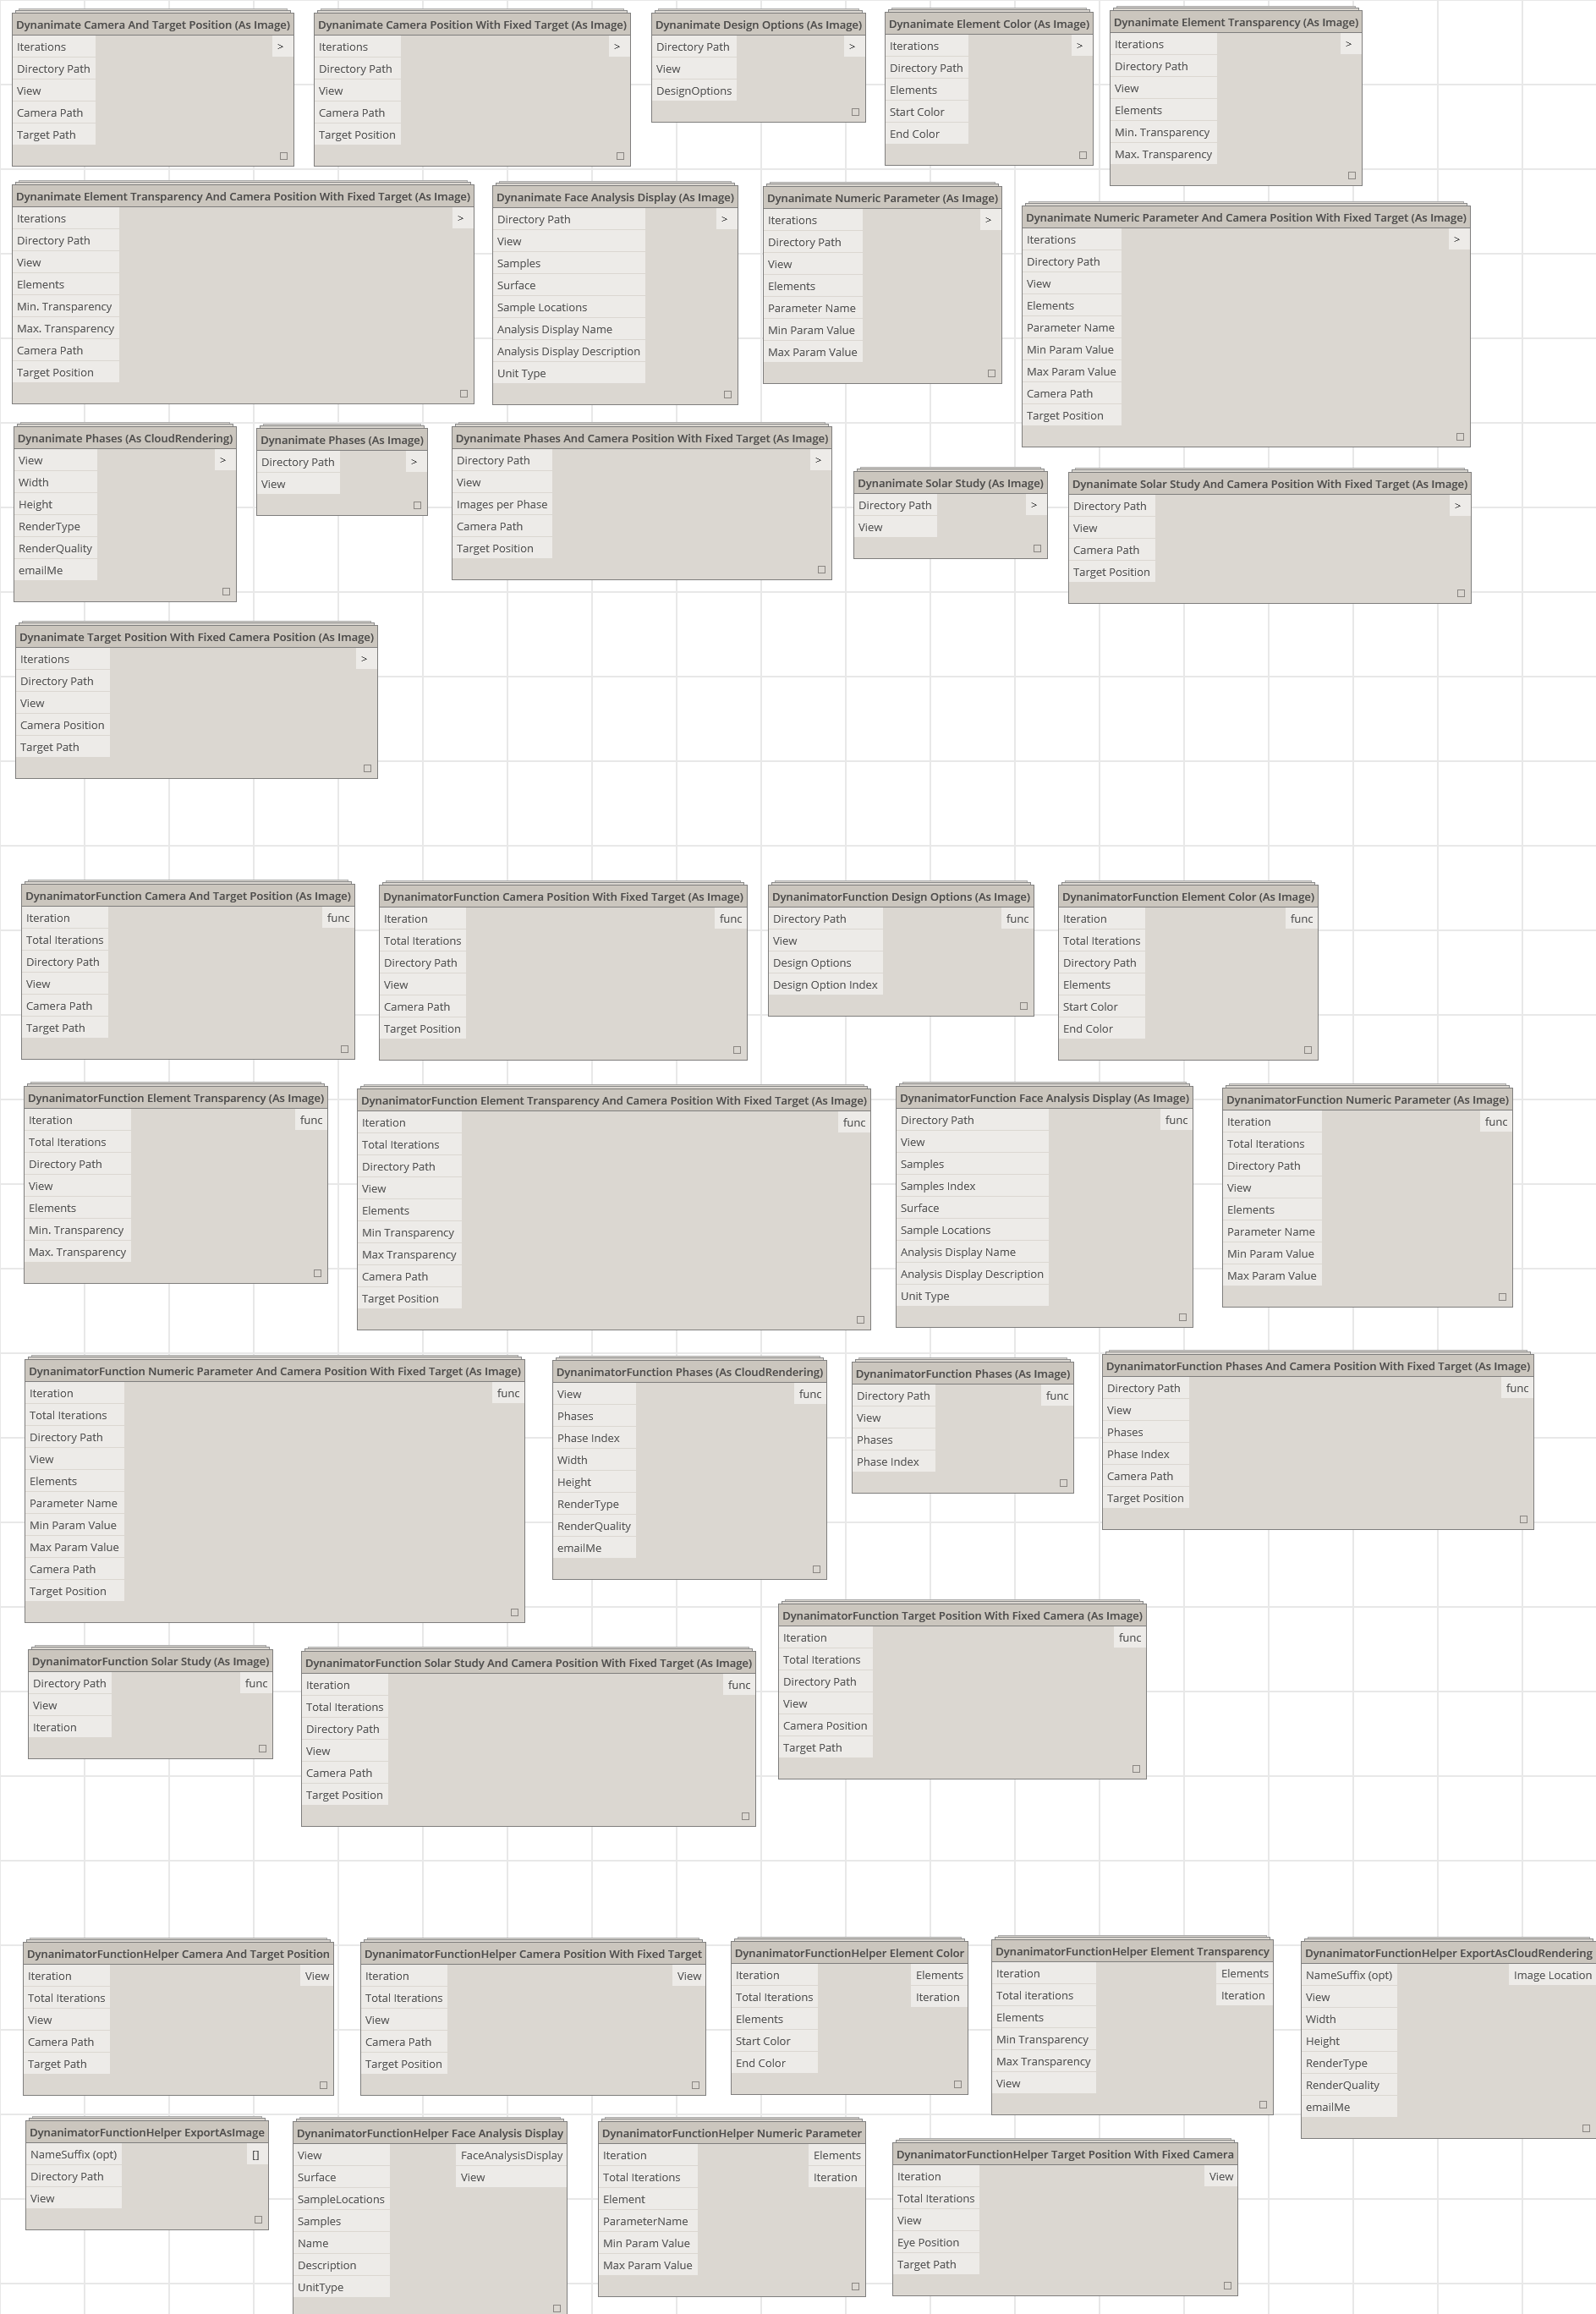 Dynanimate Camera And Target Position (As Image)
Iterations >
Directory Path
View
Camera Path
Target Path
Dynanimate Camera Position With Fixed Target (As Image)
Iterations >
Directory Path
View
Camera Path
Target Position
Dynanimate Design Options (As Image)
Directory Path >
View
DesignOptions
Dynanimate Element Color (As Image)
Iterations >
Directory Path
Elements
Start Color
End Color
Dynanimate Element Transparency (As Image)
Iterations >
Directory Path
View
Elements
Min. Transparency
Max. Transparency
Dynanimate Element Transparency And Camera Position With Fixed Target (As Image)
Iterations >
Directory Path
View
Elements
Min. Transparency
Max. Transparency
Camera Path
Target Position
Dynanimate Face Analysis Display (As Image)
Directory Path >
View
Samples
Surface
Sample Locations
Analysis Display Name
Analysis Display Description
Unit Type
Dynanimate Numeric Parameter (As Image)
Iterations >
Directory Path
View
Elements
Parameter Name
Min Param Value
Max Param Value
Dynanimate Numeric Parameter And Camera Position With Fixed Target (As Image)
Iterations >
Directory Path
View
Elements
Parameter Name
Min Param Value
Max Param Value
Camera Path
Target Position
Dynanimate Phases (As CloudRendering)
View >
Width
Height
RenderType
RenderQuality
emailMe
Dynanimate Phases (As Image)
Directory Path >
View
Dynanimate Phases And Camera Position With Fixed Target (As Image)
Directory Path >
View
Images per Phase
Camera Path
Target Position
Dynanimate Solar Study (As Image)
Directory Path >
View
Dynanimate Solar Study And Camera Position With Fixed Target (As Image)
Directory Path >
View
Camera Path
Target Position
Dynanimate Target Position With Fixed Camera Position (As Image)
Iterations >
Directory Path
View
Camera Position
Target Path
DynanimatorFunction Camera And Target Position (As Image)
Iteration func
Total Iterations
Directory Path
View
Camera Path
Target Path
DynanimatorFunction Camera Position With Fixed Target (As Image)
Iteration func
Total Iterations
Directory Path
View
Camera Path
Target Position
DynanimatorFunction Design Options (As Image)
Directory Path func
View
Design Options
Design Option Index
DynanimatorFunction Element Color (As Image)
Iteration func
Total Iterations
Directory Path
Elements
Start Color
End Color
DynanimatorFunction Element Transparency (As Image)
Iteration func
Total Iterations
Directory Path
View
Elements
Min. Transparency
Max. Transparency
DynanimatorFunction Element Transparency And Camera Position With Fixed Target (As Image)
Iteration func
Total Iterations
Directory Path
View
Elements
Min Transparency
Max Transparency
Camera Path
Target Position
DynanimatorFunction Face Analysis Display (As Image)
Directory Path func
View
Samples
Samples Index
Surface
Sample Locations
Analysis Display Name
Analysis Display Description
Unit Type
DynanimatorFunction Numeric Parameter (As Image)
Iteration func
Total Iterations
Directory Path
View
Elements
Parameter Name
Min Param Value
Max Param Value
DynanimatorFunction Numeric Parameter And Camera Position With Fixed Target (As Image)
Iteration func
Total Iterations
Directory Path
View
Elements
Parameter Name
Min Param Value
Max Param Value
Camera Path
Target Position
DynanimatorFunction Phases (As CloudRendering)
View func
Phases
Phase Index
Width
Height
RenderType
RenderQuality
emailMe
DynanimatorFunction Phases (As Image)
Directory Path func
View
Phases
Phase Index
DynanimatorFunction Phases And Camera Position With Fixed Target (As Image)
Directory Path func
View
Phases
Phase Index
Camera Path
Target Position
DynanimatorFunction Solar Study (As Image)
Directory Path func
View
Iteration
DynanimatorFunction Solar Study And Camera Position With Fixed Target (As Image)
Iteration func
Total Iterations
Directory Path
View
Camera Path
Target Position
DynanimatorFunction Target Position With Fixed Camera (As Image)
Iteration func
Total Iterations
Directory Path
View
Camera Position
Target Path
DynanimatorFunctionHelper Camera And Target Position
Iteration View
Total Iterations
View
Camera Path
Target Path
DynanimatorFunctionHelper Camera Position With Fixed Target
Iteration View
Total Iterations
View
Camera Path
Target Position
DynanimatorFunctionHelper Element Color
Iteration Elements
Total Iterations Iteration
Elements
Start Color
End Color
DynanimatorFunctionHelper Element Transparency
Iteration Elements
Total iterations Iteration
Elements
Min Transparency
Max Transparency
View
DynanimatorFunctionHelper ExportAsCloudRendering
NameSuffix (opt) Image Location
View
Width
Height
RenderType
RenderQuality
emailMe
DynanimatorFunctionHelper ExportAsImage
NameSuffix (opt) []
Directory Path
View
DynanimatorFunctionHelper Face Analysis Display
View FaceAnalysisDisplay
Surface View
SampleLocations
Samples
Name
Description
UnitType
DynanimatorFunctionHelper Numeric Parameter
Iteration Elements
Total Iterations Iteration
Element
ParameterName
Min Param Value
Max Param Value
DynanimatorFunctionHelper Target Position With Fixed Camera
Iteration View
Total Iterations
View
Eye Position
Target Path